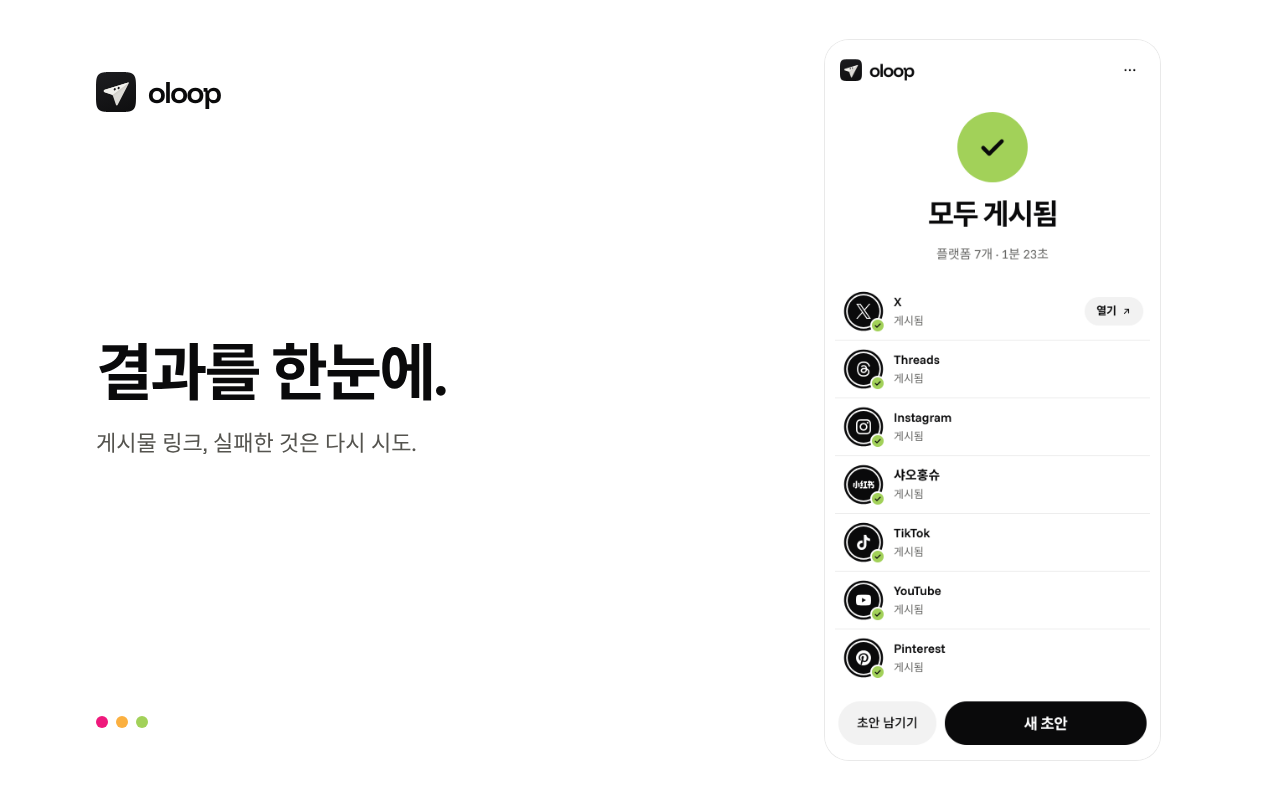 oloop
결과를 한눈에.
게시물 링크, 실패한 것은 다시 시도.
oloop
모두 게시됨
플랫폼 7개 · 1분 23초
X
게시됨
열기
Threads
게시됨
Instagram
게시됨
小红书
샤오홍슈
게시됨
TikTok
게시됨
YouTube
게시됨
Pinterest
게시됨
초안 남기기
새 초안